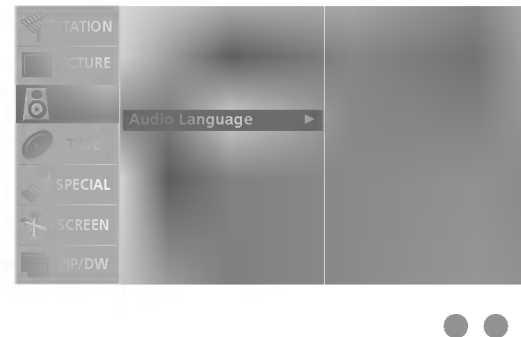 STATION
PICTURE
Audio Language
TIME
SPECIAL
SCREEN
PIP/DW